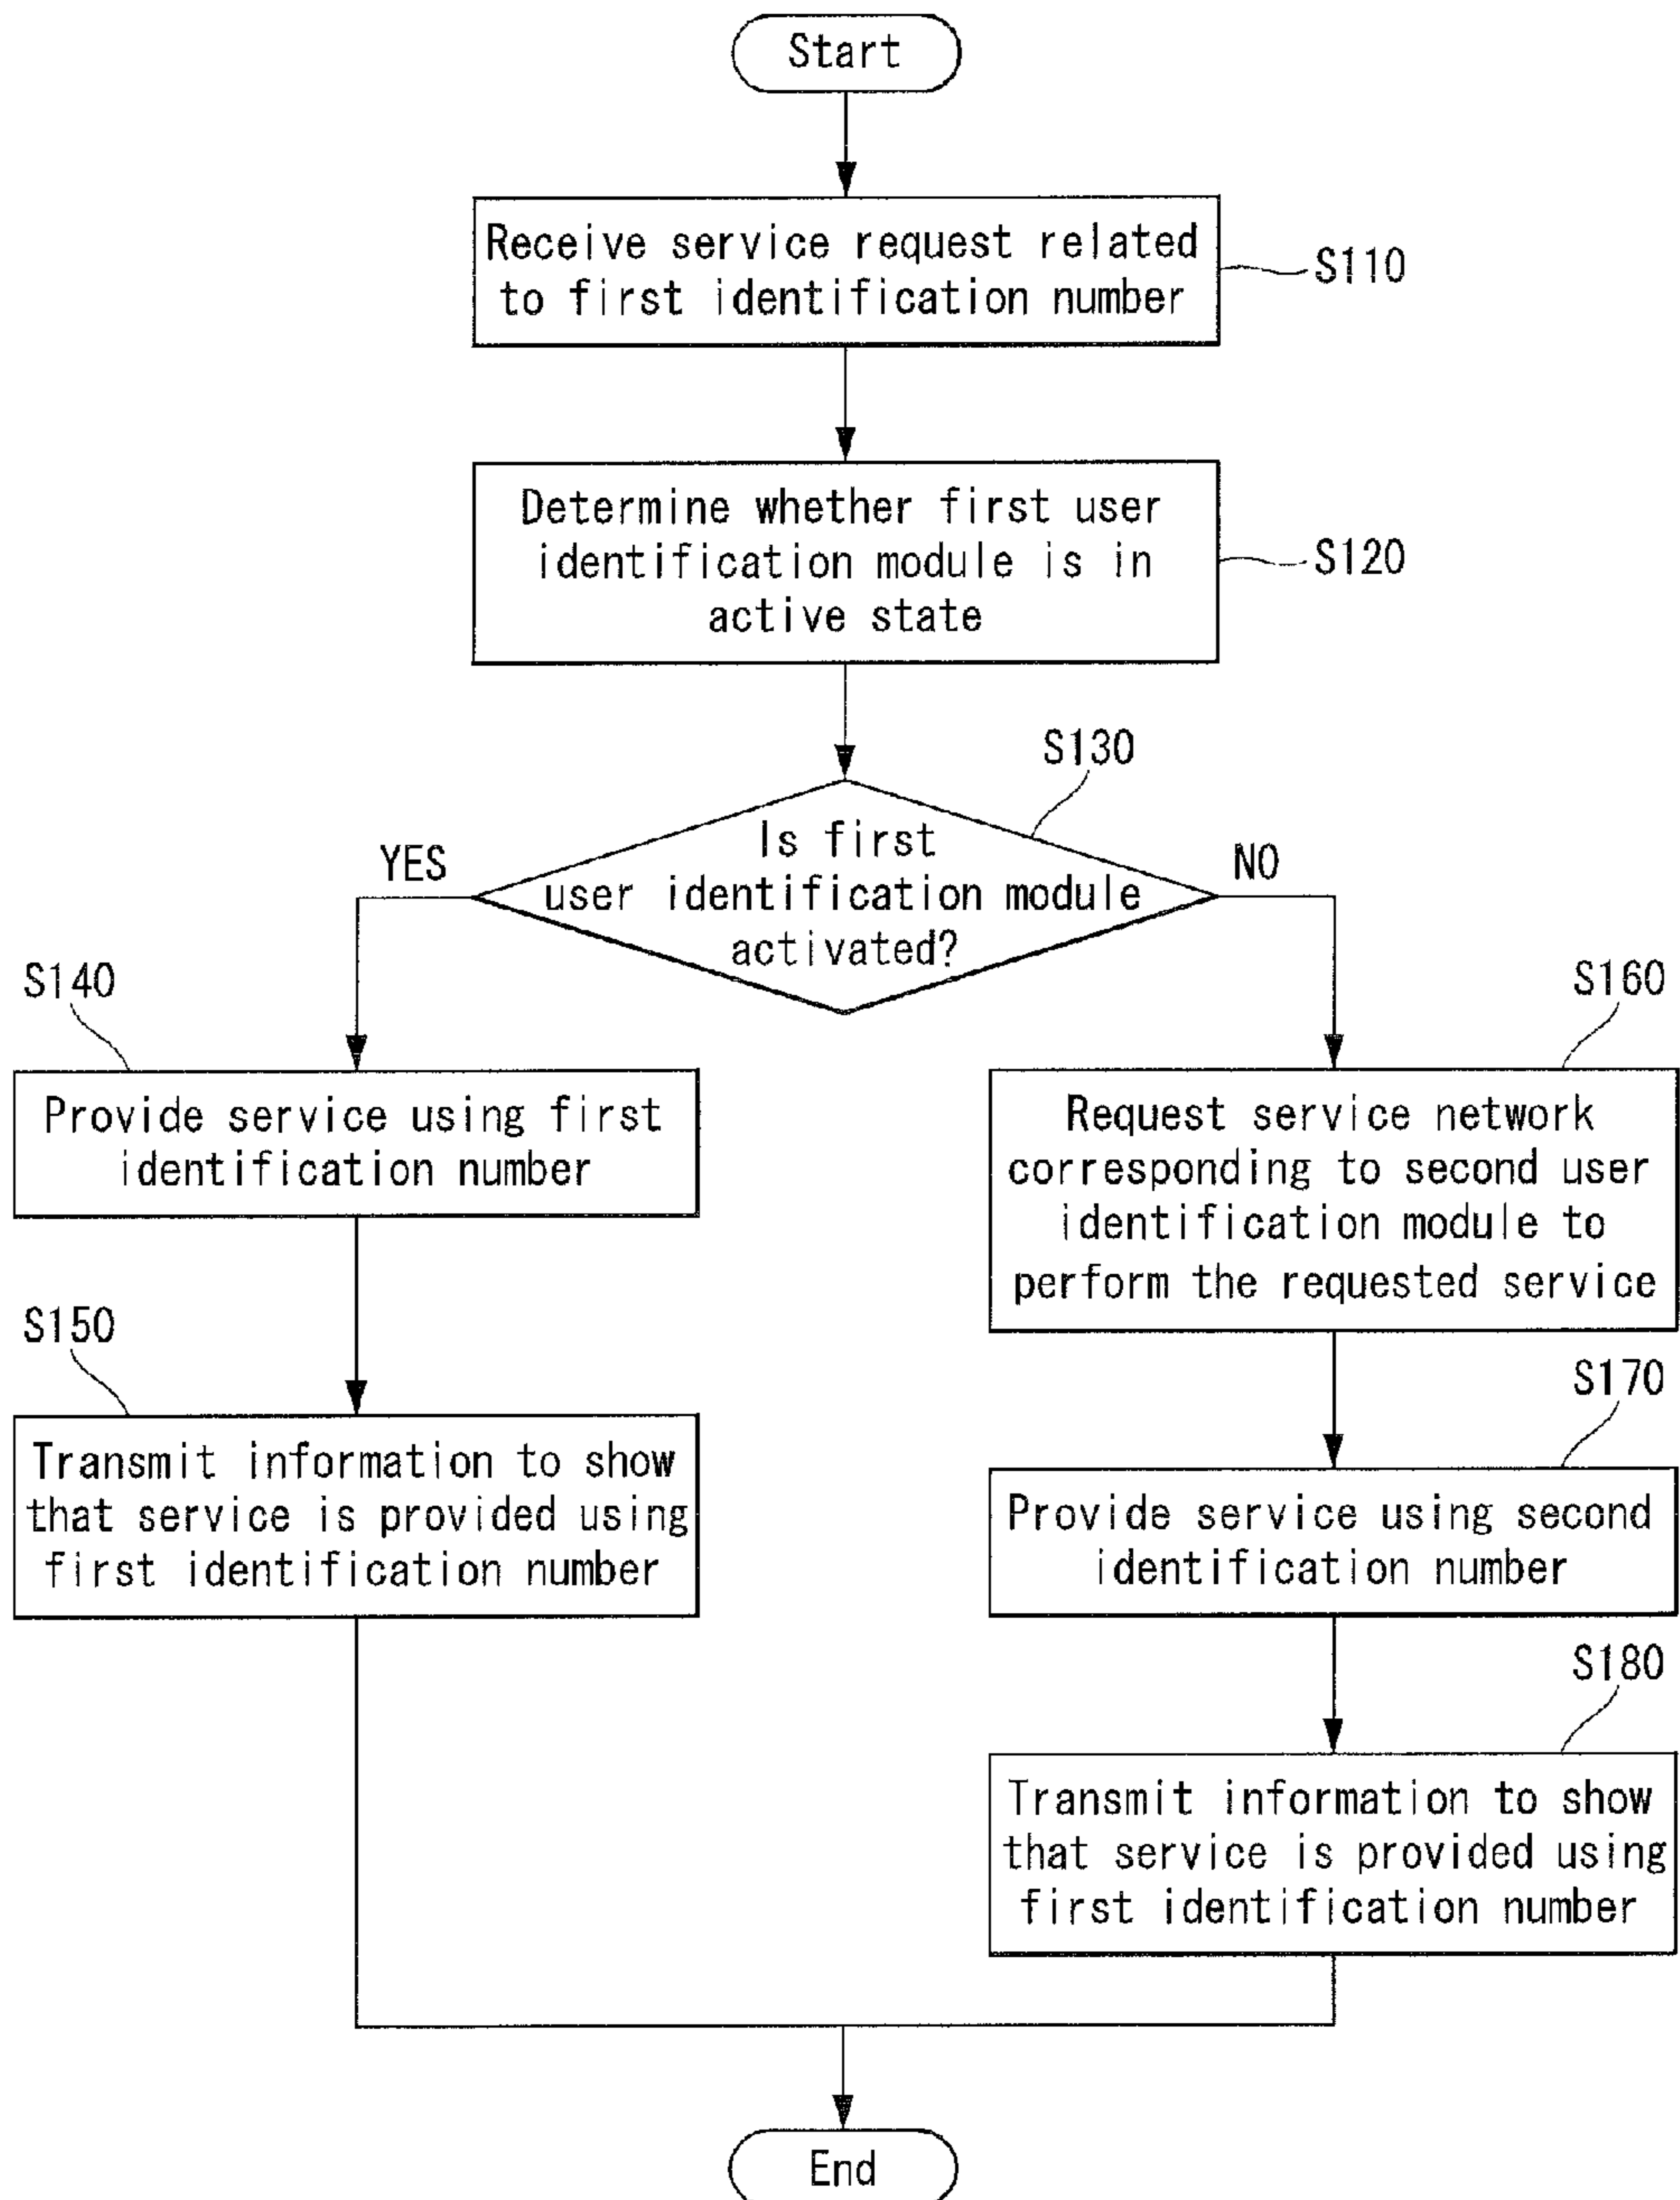 Start
Receive service request related
to first identification number
S110
Determine whether first user
identification module is in
active state
S120
S130
Is first
user identification module
activated?
YES
NO
S140
Provide service using first
identification number
S150
Transmit information to show
that service is provided using
first identification number
S160
Request service network
corresponding to second user
identification module to
perform the requested service
S170
Provide service using second
identification number
S180
Transmit information to show
that service is provided using
first identification number
End